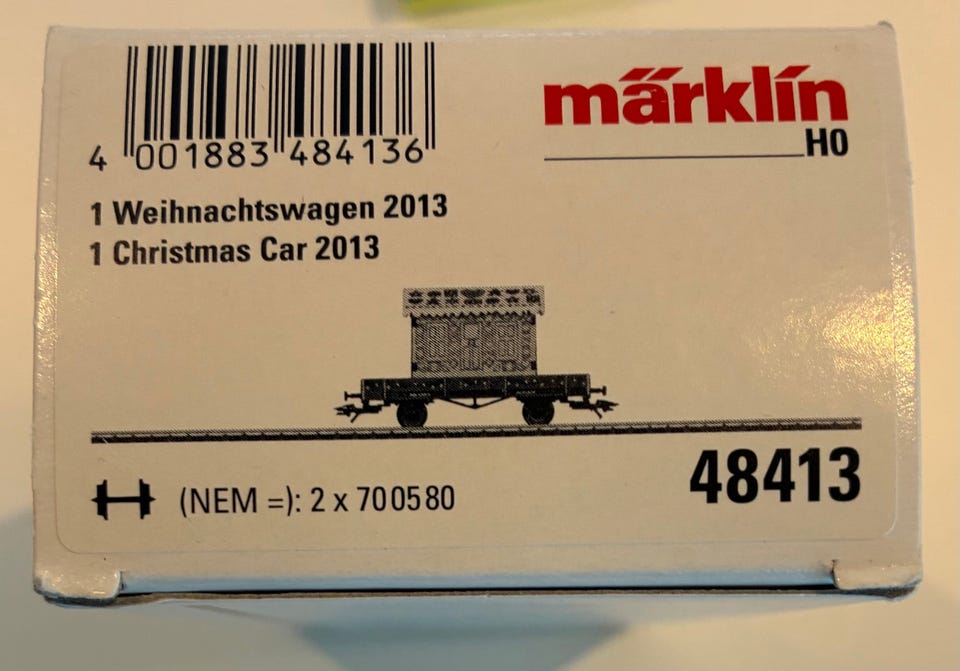 4 001883 484136
märklin
H0
1 Weihnachtswagen 2013
1 Christmas Car 2013
48413
(NEM =): 2 x 700580